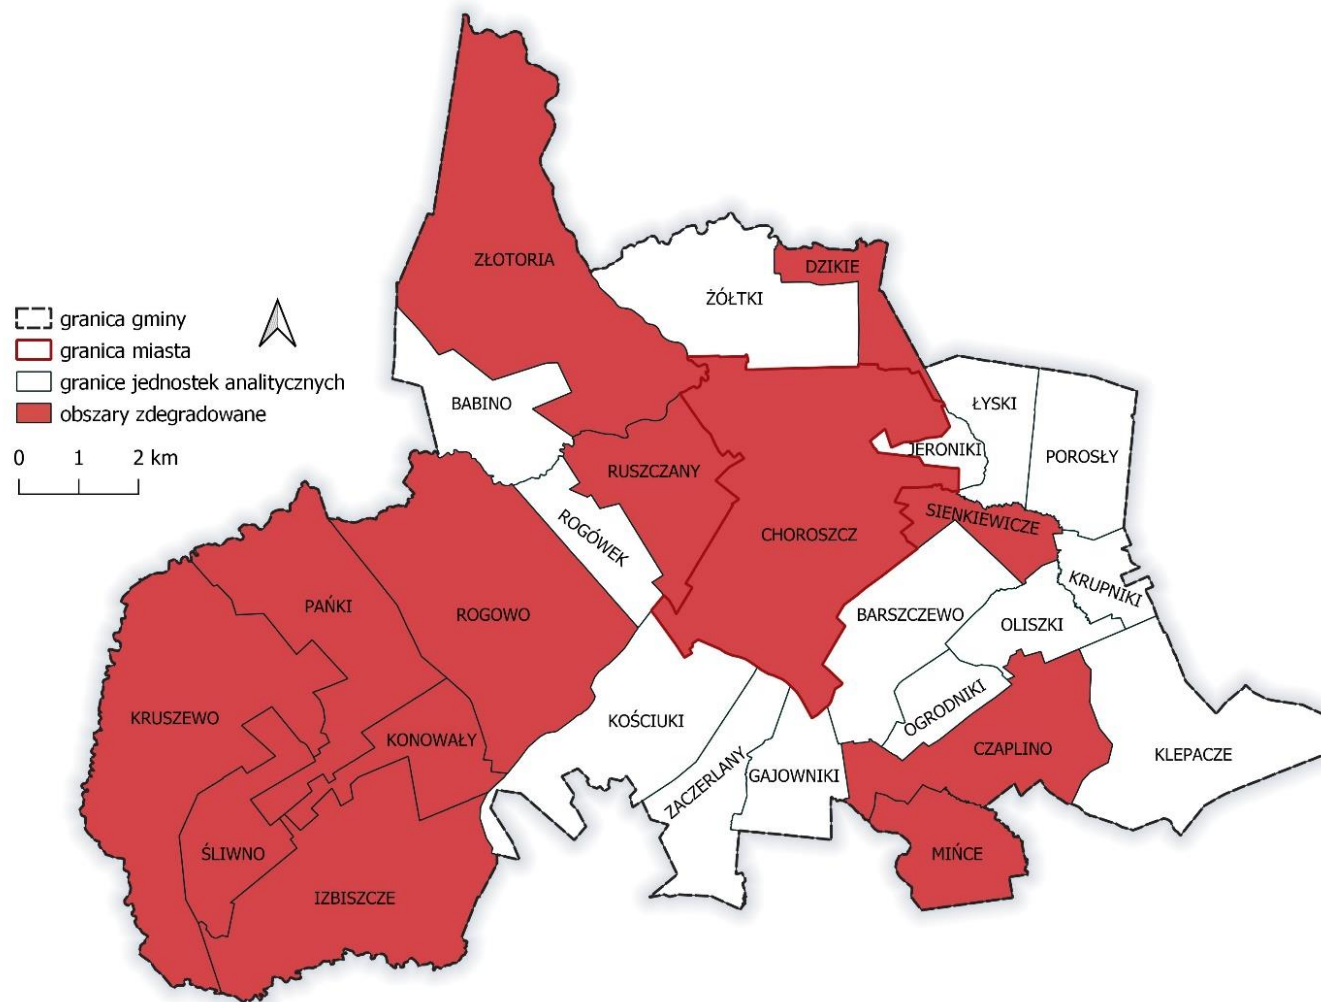 ZŁOTORIA
DZIKIE
ŻÓŁTKI
granica gminy
granica miasta
granice jednostek analitycznych
obszary zdegradowane
0 1 2 km
BABINO
ŁYSKI
JERONIKI
POROSŁY
RUSZCZANY
SIENKIEWICZE
ROGÓWEK
CHOROSZCZ
KRUPNIKI
PAŃKI
ROGOWO
BARSZCZEWO
OLISZKI
KRUSZEWO
KOŚCIUKI
OGRODNIKI
KONOWAŁY
CZAPLINO
KLEPACZE
ZACZERLANY
GAJOWNIKI
ŚLIWNO
MIŃCE
IZBISZCZE